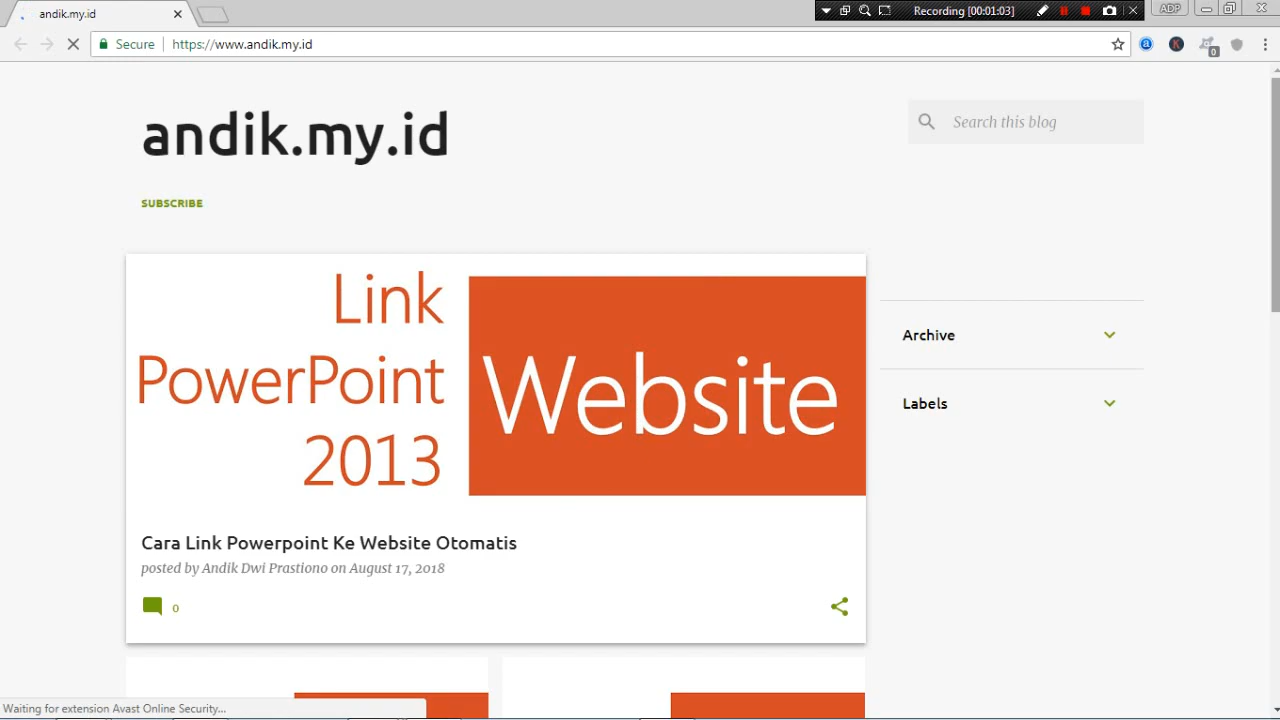 andik.my.id
Recording [00:01:03]
ADP
Secure
https://www.andik.my.id
a
K
0
andik.my.id
Search this blog
SUBSCRIBE
Link
PowerPoint
2013
Website
Archive
Labels
Cara Link Powerpoint Ke Website Otomatis
posted by Andik Dwi Prastiono on August 17, 2018
0
Waiting for extension Avast Online Security...